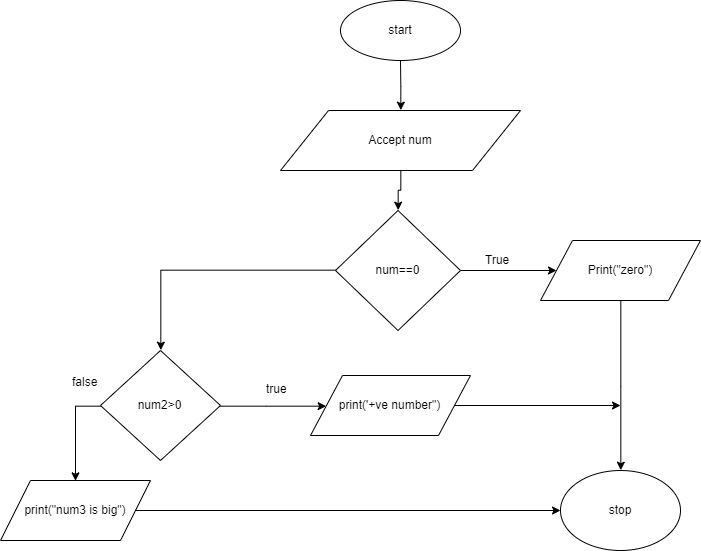 start
Accept num
num==0
True
Print("zero")
false
num2>0
true
print('+ve number")
print("num3 is big")
stop